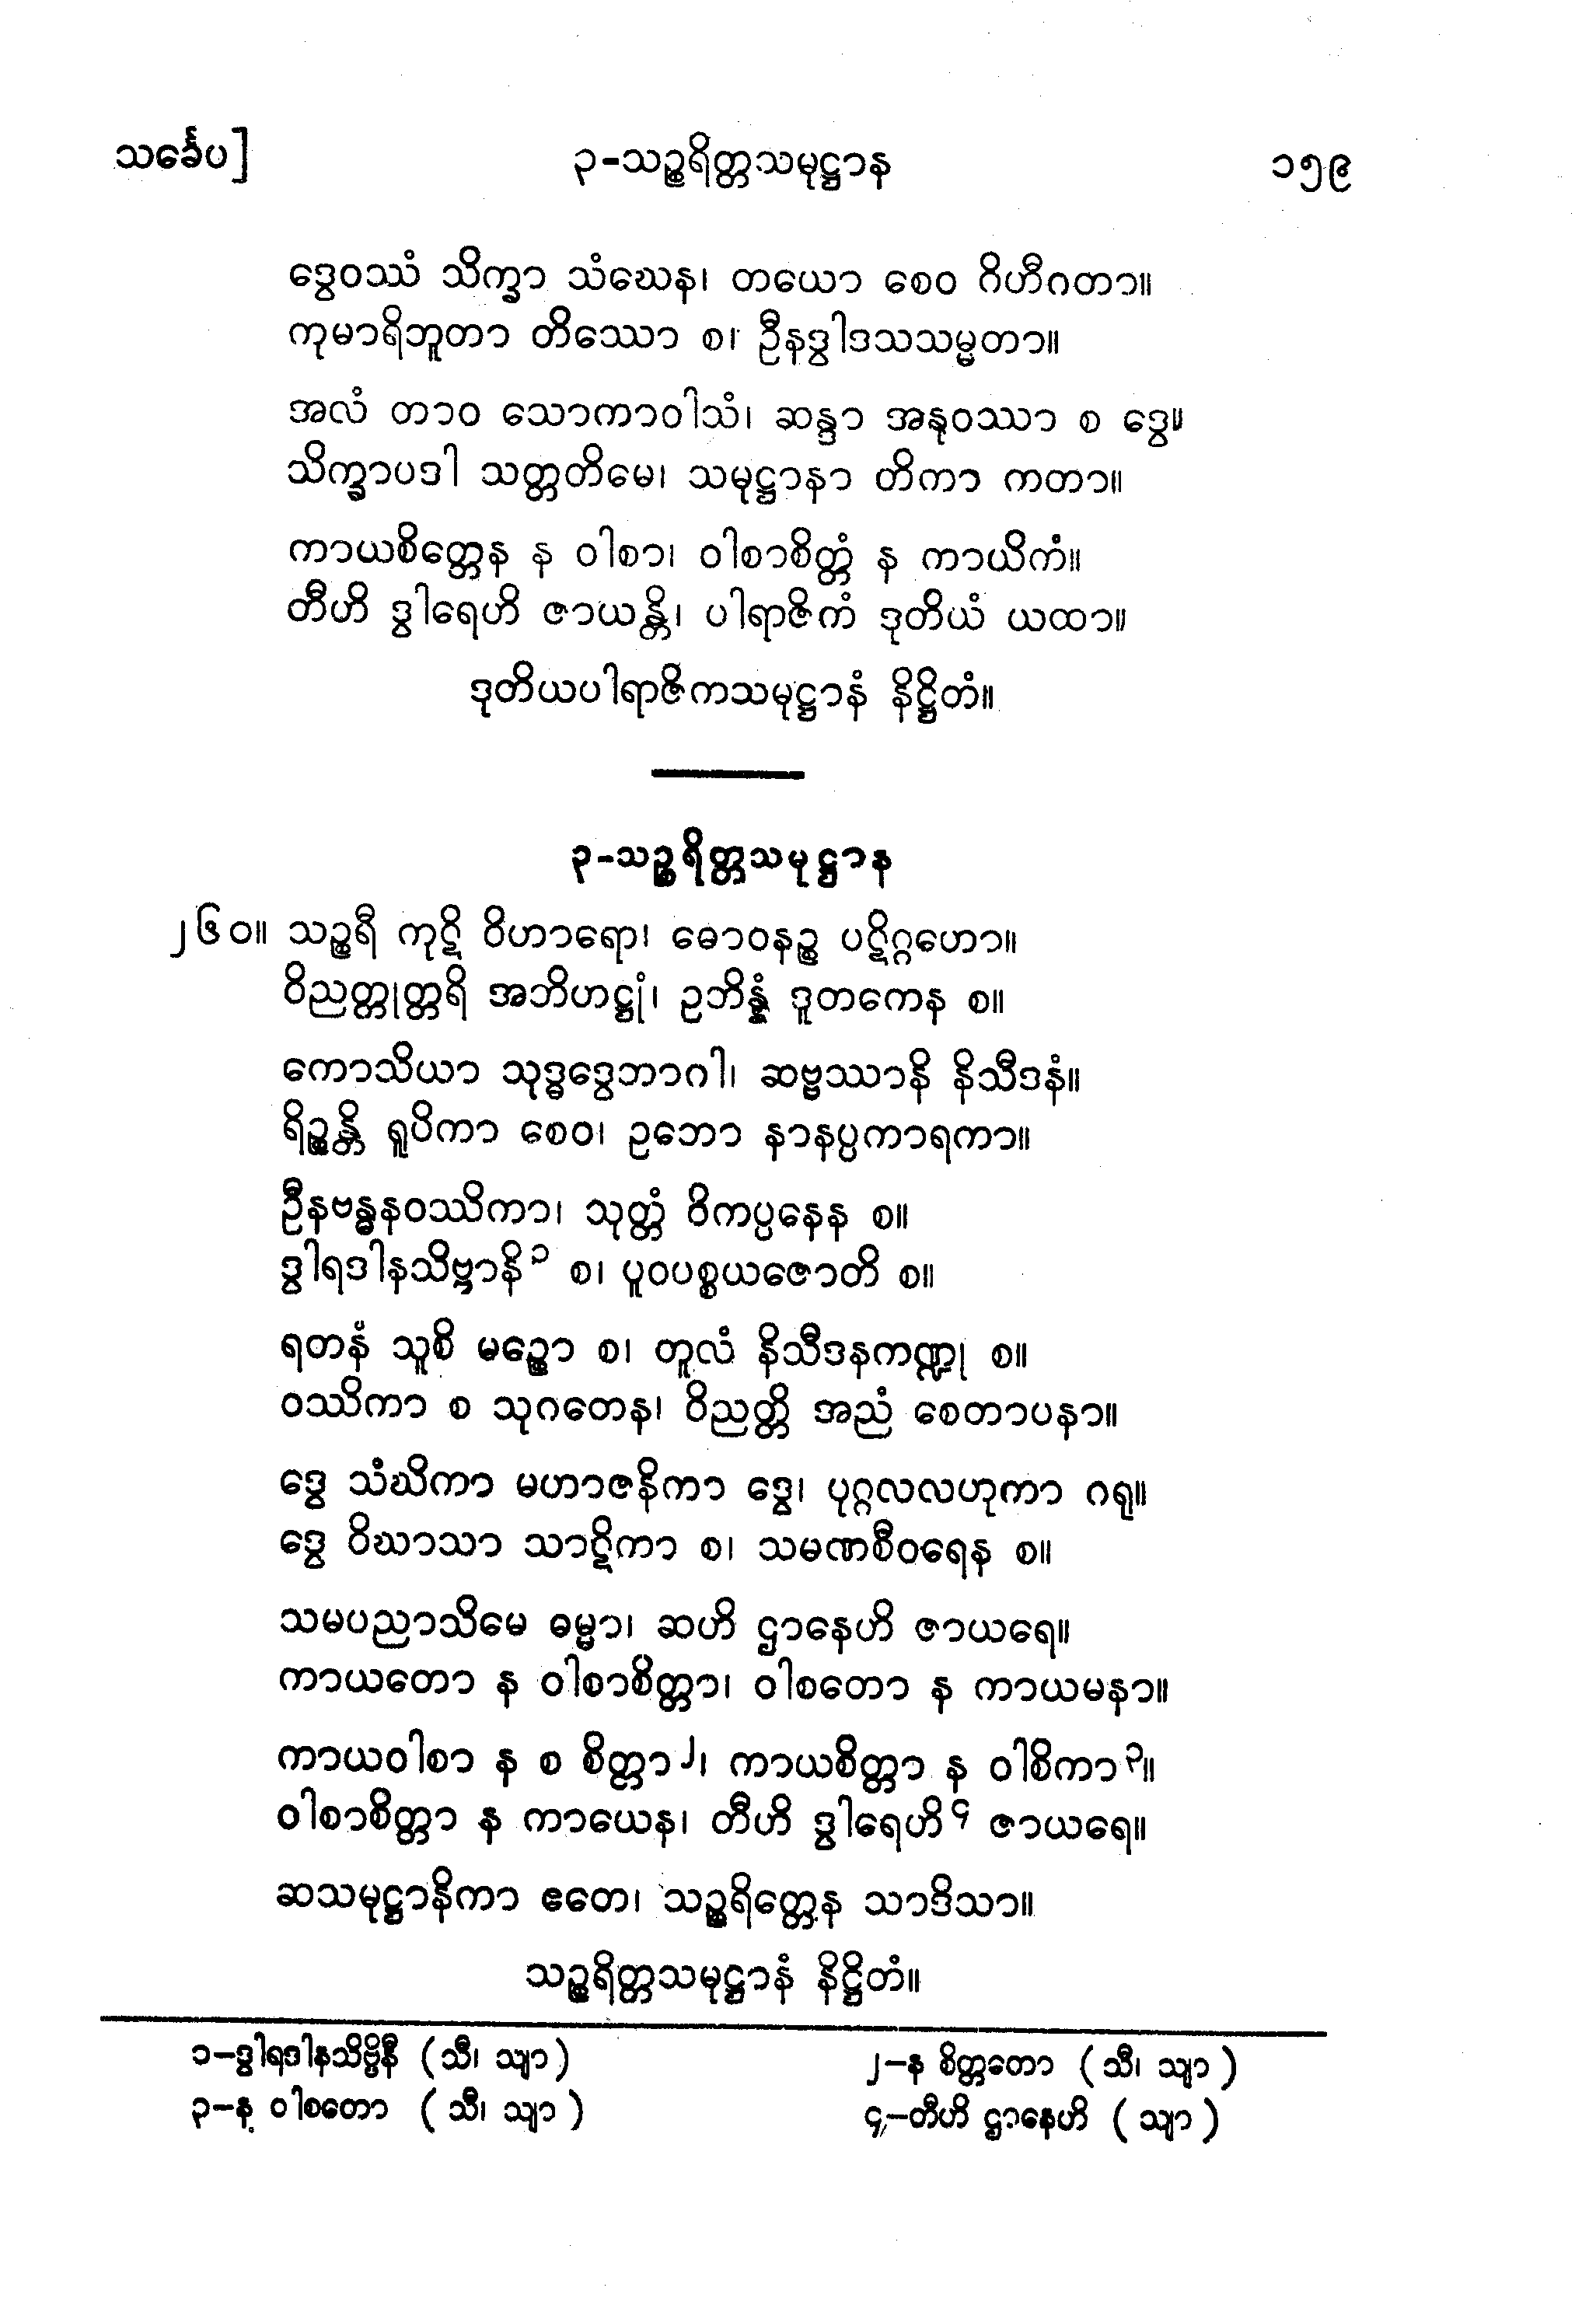 သင်္ခေပ]
၃-သဉ္စရိတ္တသမုဋ္ဌာန
၁၅၉
ဒွေဝဿံ သိက္ခာ သံဃေန၊ တယော စေဝ ဂိဟီဂတာ။
ကုမာရိဘူတာ တိဿော စ၊ ဦနဒွါဒသသမ္မတာ။
အလံ တာဝ သောကာဝါသံ၊ ဆန္ဒာ အနုဝဿာ စ ဒွေ။
သိက္ခာပဒါ သတ္တတိမေ၊ သမုဋ္ဌာနာ တိကာ ကတာ။
ကာယစိတ္တေန န ဝါစာ၊ ဝါစာစိတ္တံ န ကာယိကံ။
တီဟိ ဒွါရေဟိ ဇာယန္တိ၊ ပါရာဇိကံ ဒုတိယံ ယထာ။
ဒုတိယပါရာဇိကသမုဋ္ဌာနံ နိဋ္ဌိတံ။
၃-သဉ္စရိတ္တသမုဋ္ဌာန
၂၆၀။ သဉ္စရီ ကုဋိ ဝိဟာရော၊ ဓောဝနဉ္စ ပဋိဂ္ဂဟော။
ဝိညတ္တုတ္တရိ အဘိဟဋ္ဌုံ၊ ဥဘိန္နံ ဒူတကေန စ။
ကောသိယာ သုဒ္ဓဒွေဘာဂါ၊ ဆဗ္ဗဿာနိ နိသီဒနံ။
ရိဉ္စန္တိ ရူပိကာ စေဝ၊ ဥဘော နာနပ္ပကာရကာ။
ဦနဗန္ဓနဝဿိကာ၊ သုတ္တံ ဝိကပ္ပနေန စ။
ဒွါရဒါနသိဗ္ဗာနိ၁ စ၊ ပူဝပစ္စယဇောတိ စ။
ရတနံ သူစိ မဉ္စော စ၊ တူလံ နိသီဒနကဏ္ဍု စ။
ဝဿိကာ စ သုဂတေန၊ ဝိညတ္တိ အညံ စေတာပနာ။
ဒွေ သံဃိကာ မဟာဇနိကာ ဒွေ၊ ပုဂ္ဂလလဟုကာ ဂရု။
ဒွေ ဝိဃာသာ သာဋိကာ စ၊ သမဏစီဝရေန စ။
သမပညာသိမေ ဓမ္မာ၊ ဆဟိ ဌာနေဟိ ဇာယရေ။
ကာယတော န ဝါစာစိတ္တာ၊ ဝါစတော န ကာယမနာ။
ကာယဝါစာ န စ စိတ္တာ၂၊ ကာယစိတ္တာ န ဝါစိကာ၃။
ဝါစာစိတ္တာ န ကာယေန၊ တီဟိ ဒွါရေဟိ၄ ဇာယရေ။
ဆသမုဋ္ဌာနိကာ ဧတေ၊ သဉ္စရိတ္တေန သာဒိသာ။
သဉ္စရိတ္တသမုဋ္ဌာနံ နိဋ္ဌိတံ။
၁-ဒွါရဒါနသိဗ္ဗိနီ (သီ၊ သျာ)
၂-န စိတ္တတော (သီ၊ သျာ)
၃-န ဝါစတော (သီ၊ သျာ)
၄-တီဟိ ဌာနေဟိ (သျာ)